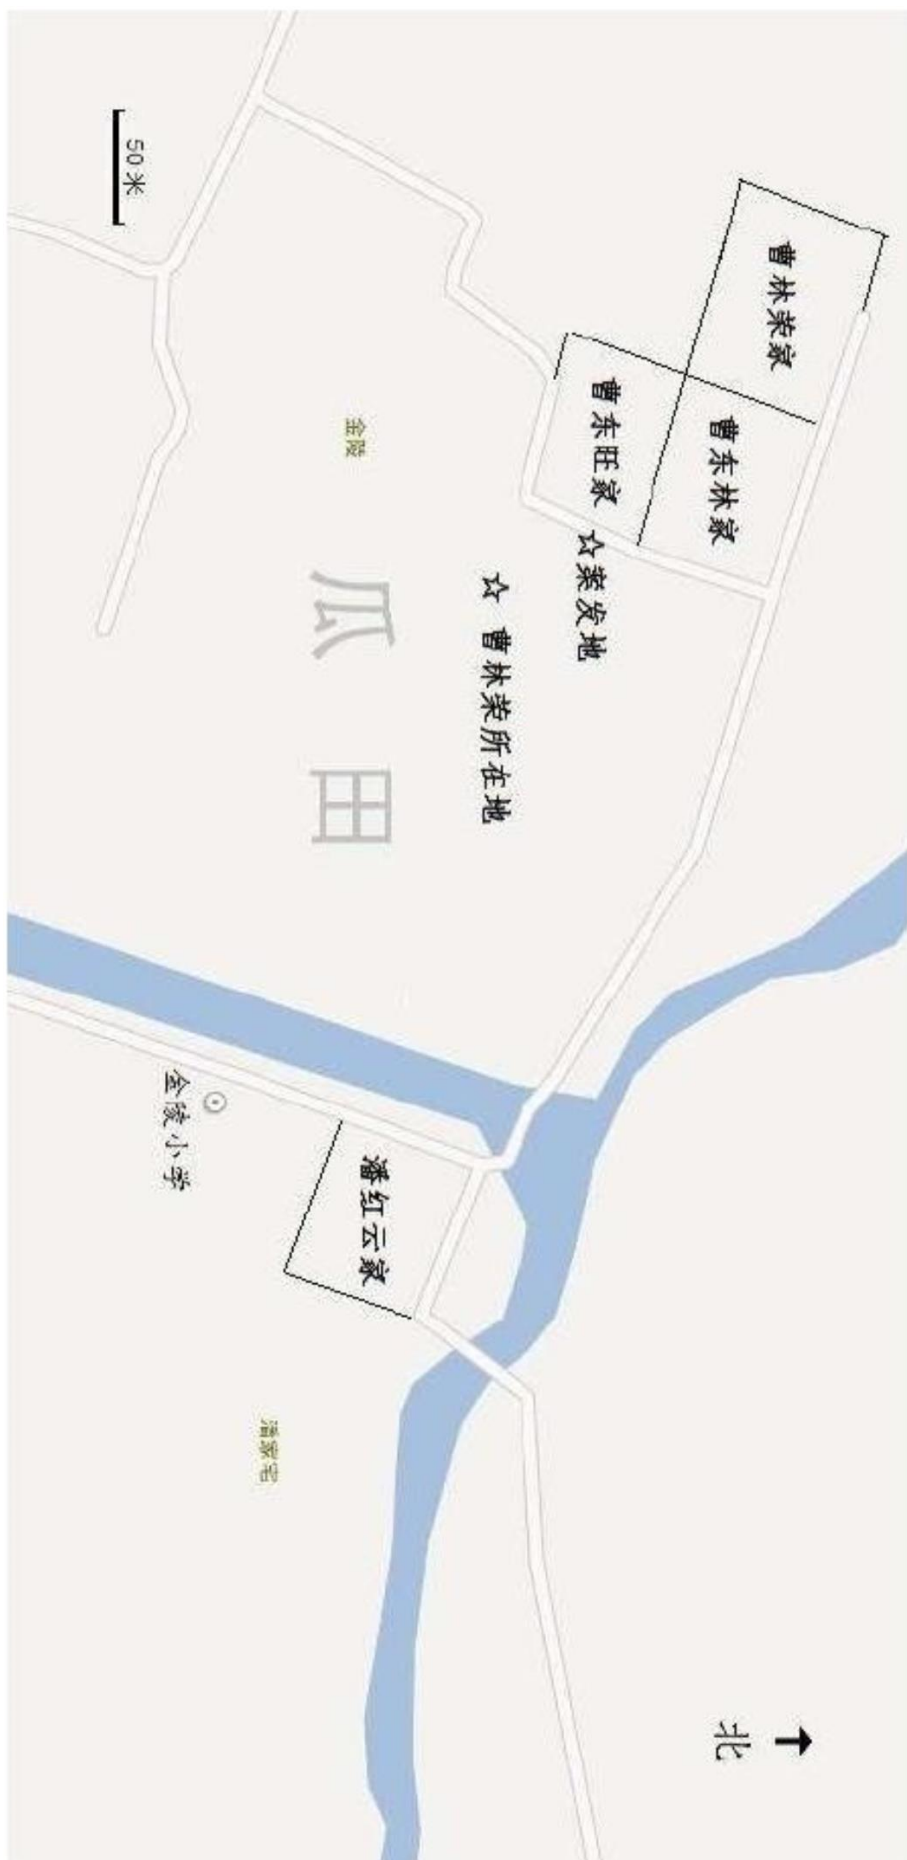 曹林荣家
曹东林家
北
曹东旺家
☆案发地
☆ 曹林荣所在地
金陵
瓜 田
潘红云家
潘家宅
金陵小学
50米